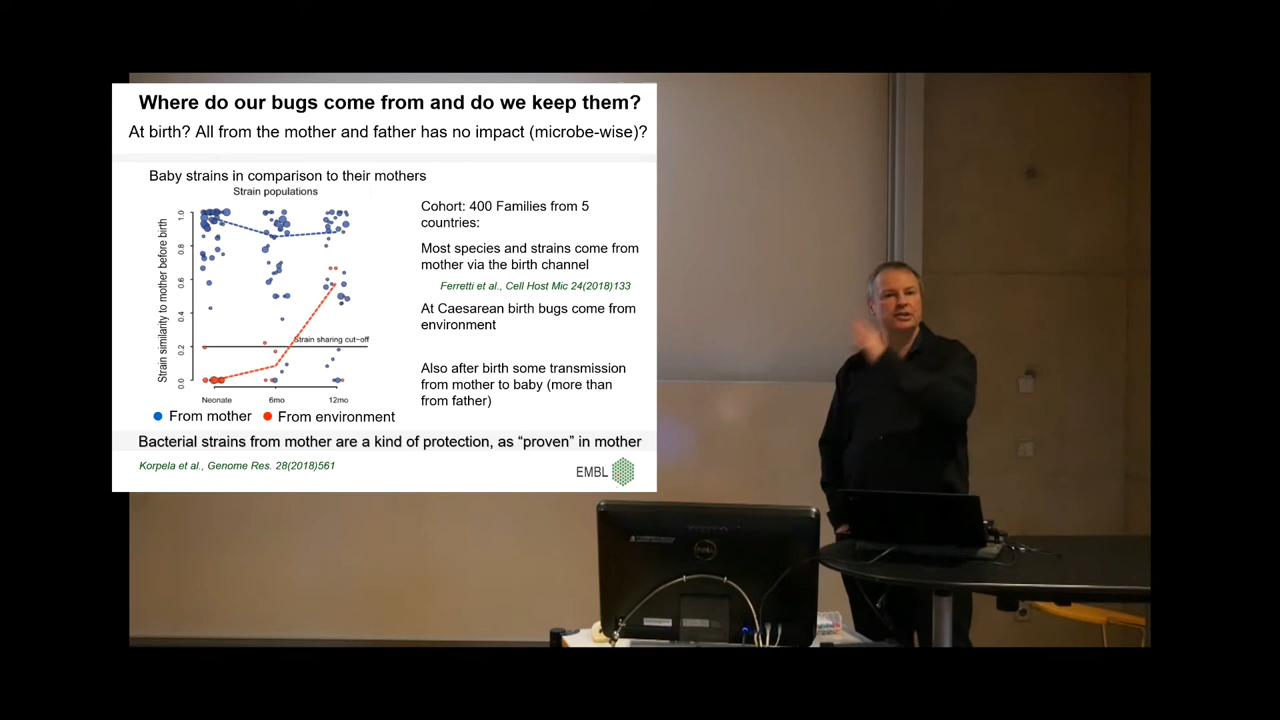 Where do our bugs come from and do we keep them?
At birth? All from the mother and father has no impact (microbe-wise)?
Baby strains in comparison to their mothers
Strain populations
Strain similarity to mother before birth
1.0
0.8
0.6
0.4
0.2
0.0
Strain sharing cut-off
Neonate 6mo 12mo
From mother From environment
Cohort: 400 Families from 5
countries:
Most species and strains come from
mother via the birth channel
Ferretti et al., Cell Host Mic 24(2018)133
At Caesarean birth bugs come from
environment
Also after birth some transmission
from mother to baby (more than
from father)
Bacterial strains from mother are a kind of protection, as “proven” in mother
Korpela et al., Genome Res. 28(2018)561
EMBL
DELL